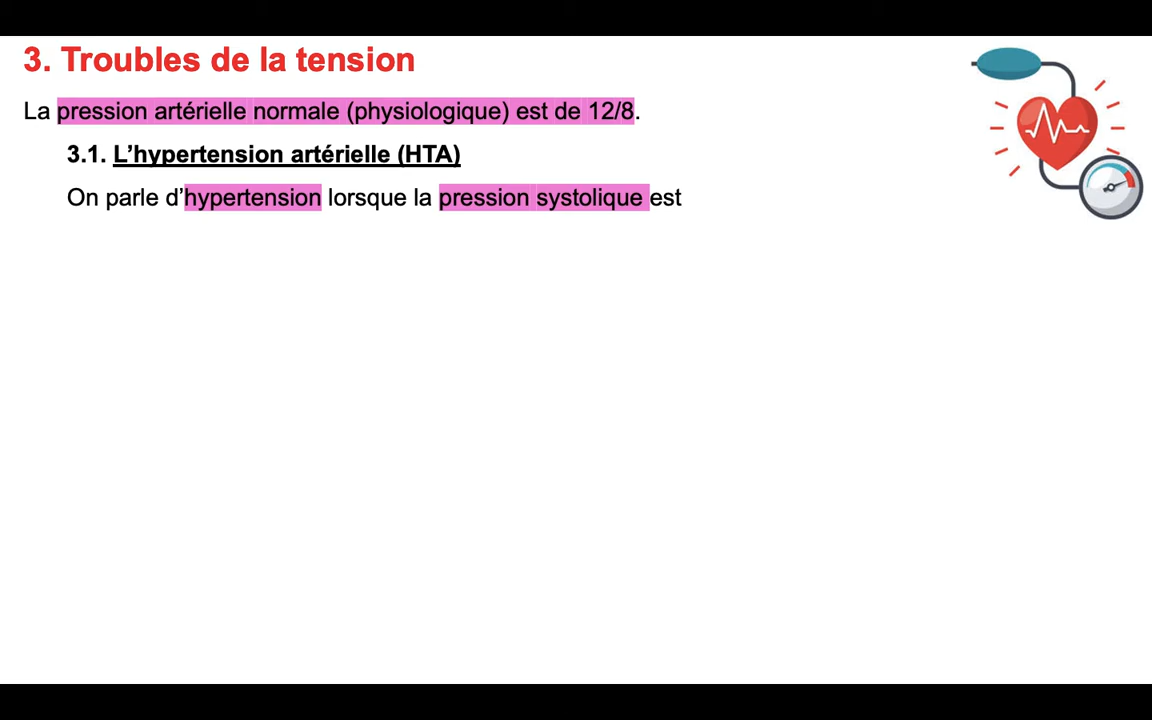 3. Troubles de la tension
La pression artérielle normale (physiologique) est de 12/8.
3.1. L’hypertension artérielle (HTA)
On parle d’hypertension lorsque la pression systolique est